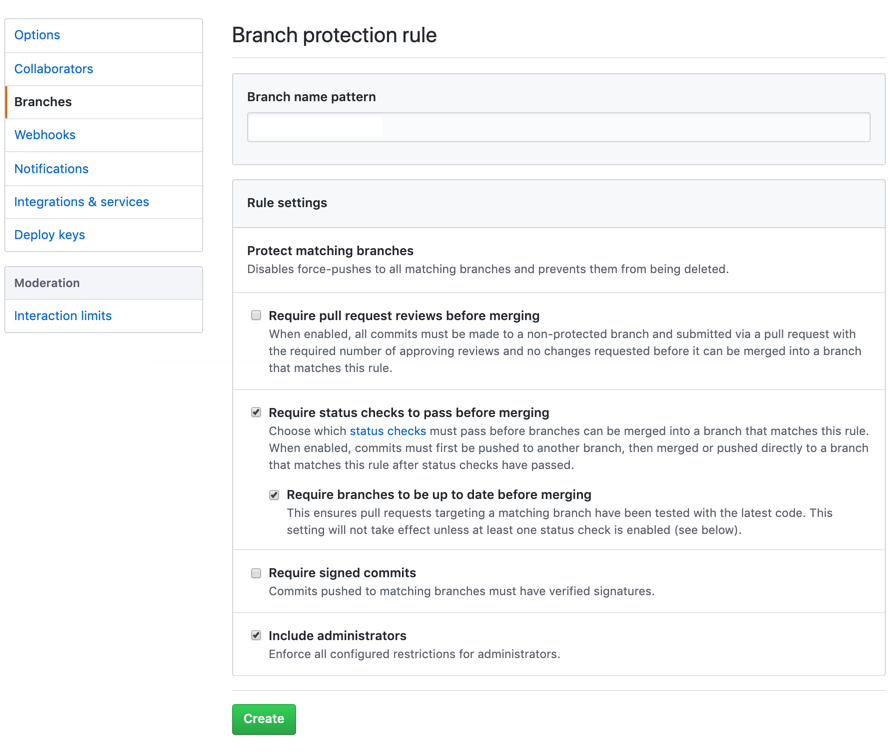 Options
Collaborators
Branches
Webhooks
Notifications
Integrations & services
Deploy keys
Moderation
Interaction limits
Branch protection rule
Branch name pattern
Rule settings
Protect matching branches
Disables force-pushes to all matching branches and prevents them from being deleted.
Require pull request reviews before merging
When enabled, all commits must be made to a non-protected branch and submitted via a pull request with
the required number of approving reviews and no changes requested before it can be merged into a branch
that matches this rule.
Require status checks to pass before merging
Choose which status checks must pass before branches can be merged into a branch that matches this rule.
When enabled, commits must first be pushed to another branch, then merged or pushed directly to a branch
that matches this rule after status checks have passed.
Require branches to be up to date before merging
This ensures pull requests targeting a matching branch have been tested with the latest code. This
setting will not take effect unless at least one status check is enabled (see below).
Require signed commits
Commits pushed to matching branches must have verified signatures.
Include administrators
Enforce all configured restrictions for administrators.
Create